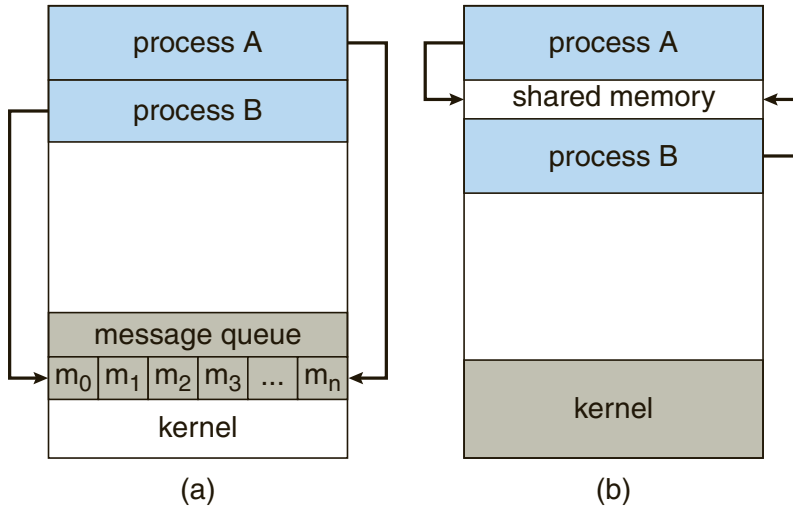 process A
process B
message queue
m₀ m₁ m₂ m₃ ... mₙ
kernel
(a)
process A
shared memory
process B
kernel
(b)